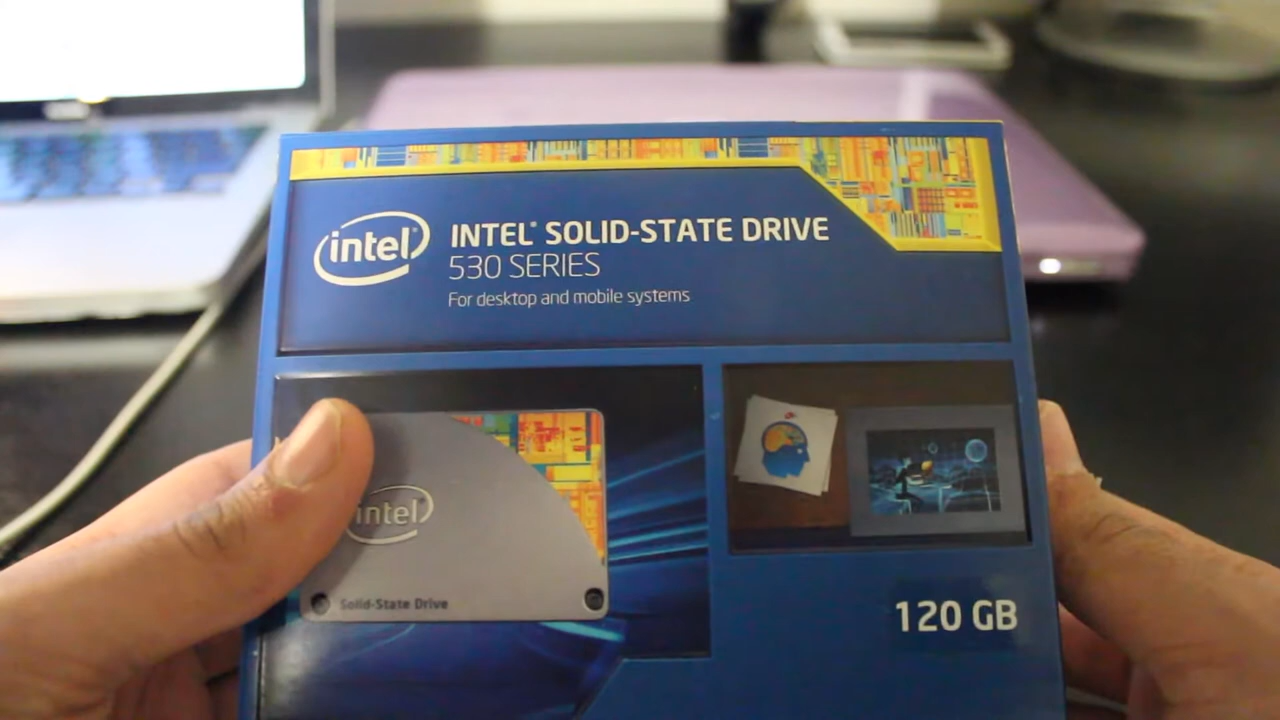 intel®
INTEL® SOLID-STATE DRIVE
530 SERIES
For desktop and mobile systems
intel
Solid-State Drive
120 GB